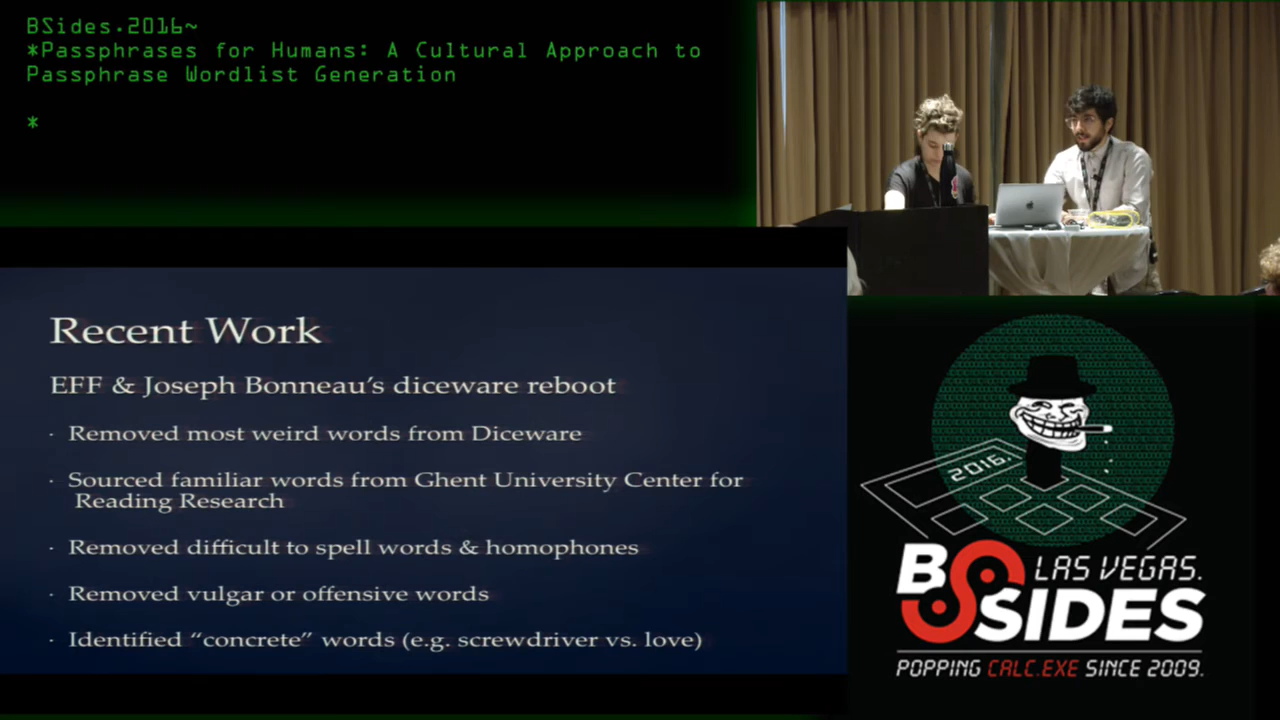 BSides.2016~
*Passphrases for Humans: A Cultural Approach to
Passphrase Wordlist Generation
*
Recent Work
EFF & Joseph Bonneau's diceware reboot
· Removed most weird words from Diceware
· Sourced familiar words from Ghent University Center for
Reading Research
· Removed difficult to spell words & homophones
· Removed vulgar or offensive words
· Identified “concrete” words (e.g. screwdriver vs. love)
2016.
BSIDES
LAS VEGAS.
POPPING CALC.EXE SINCE 2009.